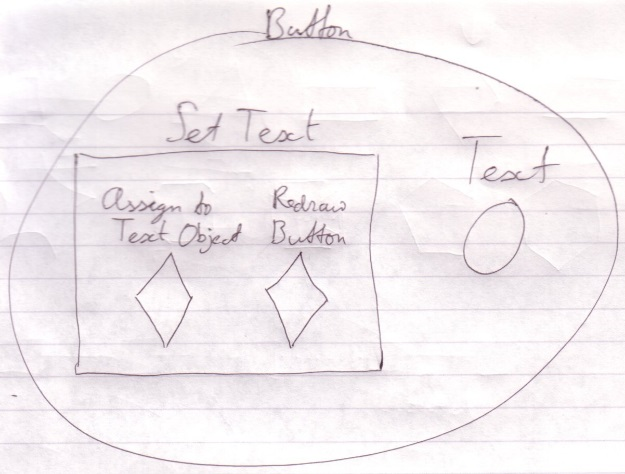 Button
Set Text
Text
Assign to
Text Object
Redraw
Button